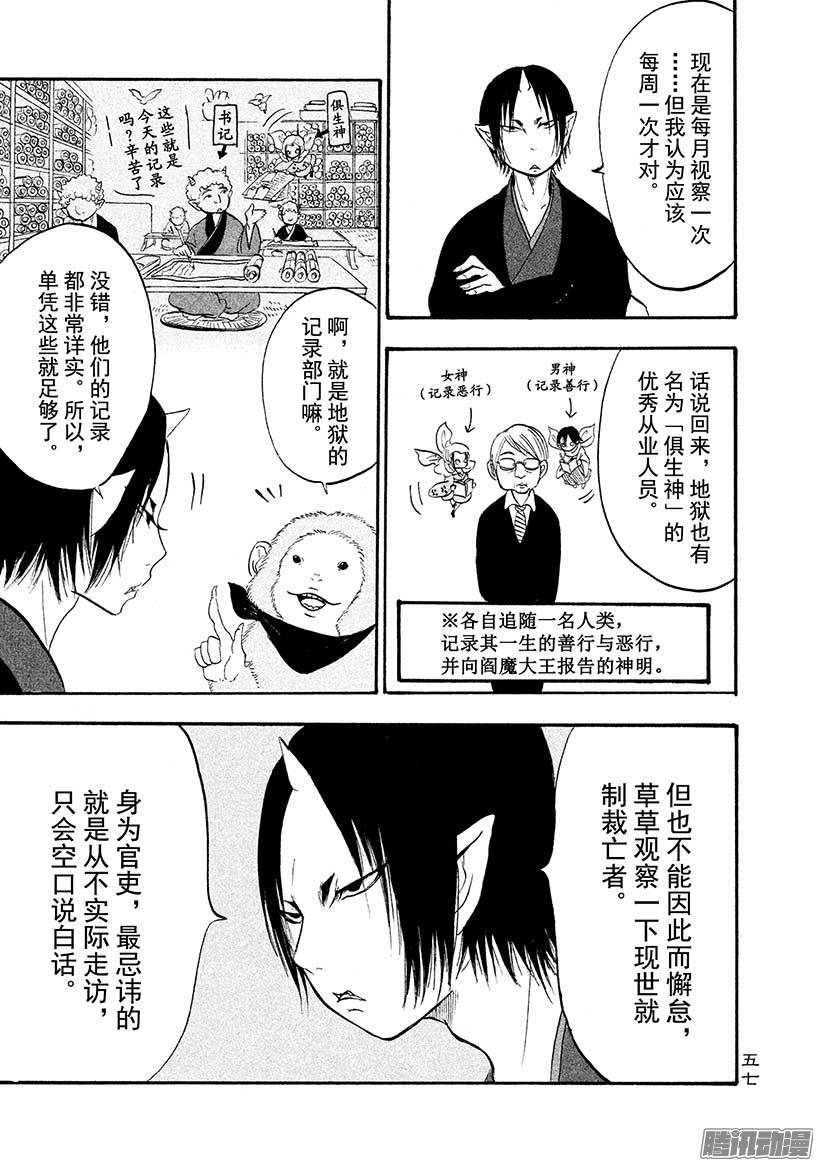 现在是每月视察一次
……但我认为应该
每周一次才对。
话说回来，地狱也有
名为「俱生神」的
优秀从业人员。
男神
（记录善行）
女神
（记录恶行）
※各自追随一名人类，
记录其一生的善行与恶行，
并向阎魔大王报告的神明。
俱生神
书记
这些就是
今天的记录
吗？辛苦了
啊，就是地狱的
记录部门嘛。
没错，他们的记录
都非常详实。所以，
单凭这些就足够了。
但也不能因此而懈怠，
草草观察一下现世就
制裁亡者。
身为官吏，最忌讳的
就是从不实际走访，
只会空口说白话。
五七
腾讯动漫